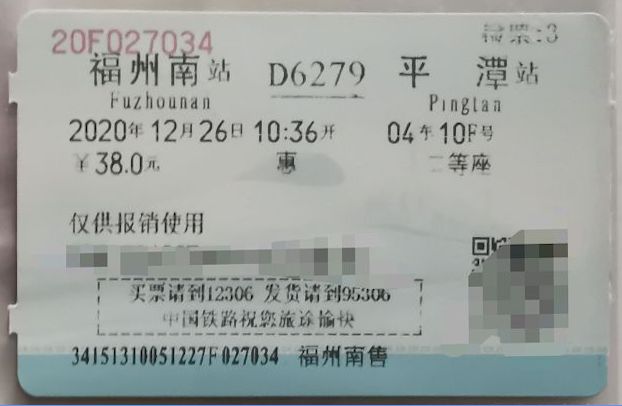 20F027034 检票:3
福州南站 D6279 平潭站
Fuzhounan Pingtan
2020年12月26日10:36开 04车10F号
￥38.0元 惠 二等座
仅供报销使用
买票请到12306 发货请到95306
中国铁路祝您旅途愉快
34151310051227F027034 福州南售